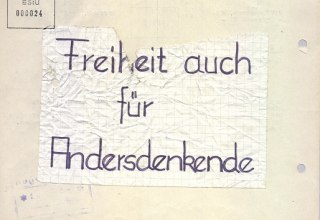 BStU
000024
Freiheit auch
für
Andersdenkende